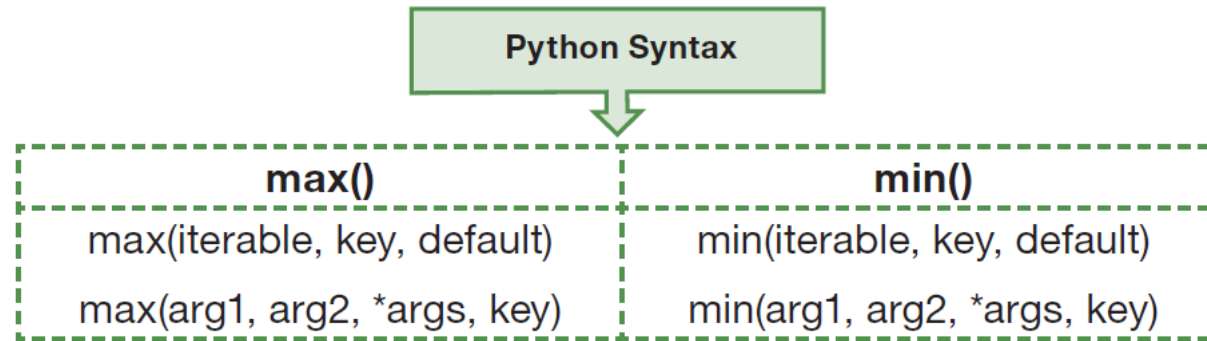 Python Syntax
max()
min()
max(iterable, key, default)
min(iterable, key, default)
max(arg1, arg2, *args, key)
min(arg1, arg2, *args, key)